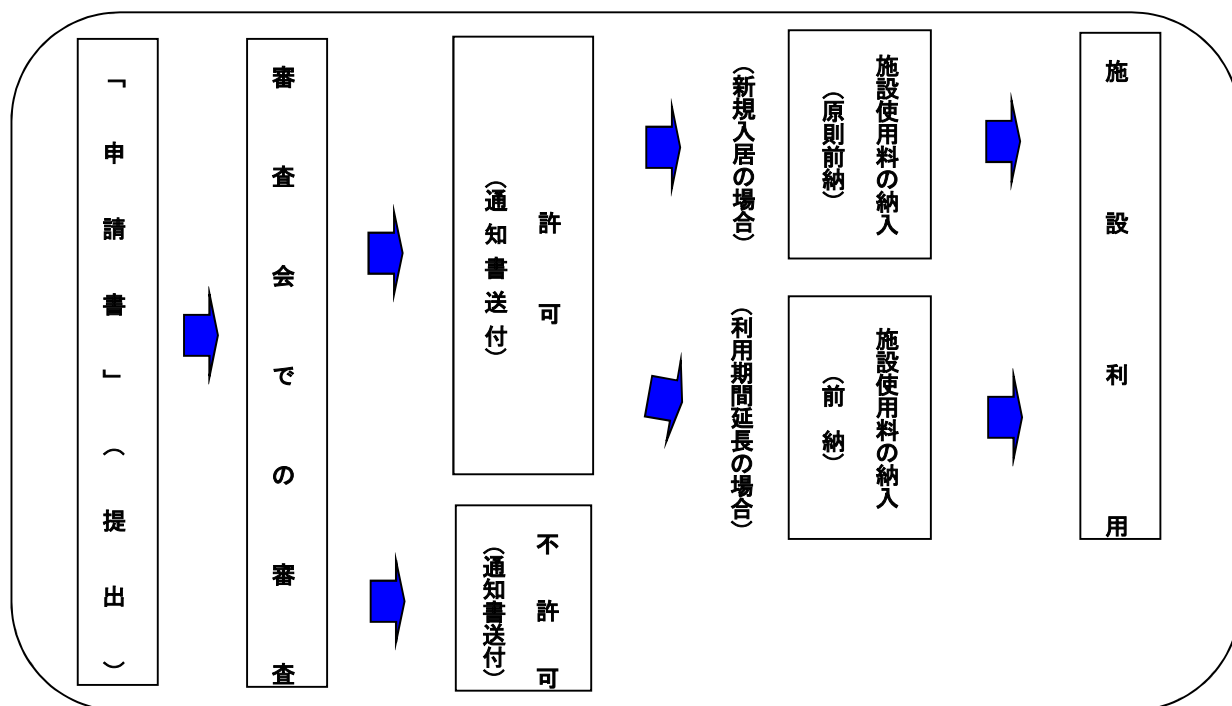 「申請書」（提出）
審査会での審査
許可
（通知書送付）
不許可
（通知書送付）
（新規入居の場合）
施設使用料の納入
（原則前納）
（利用期間延長の場合）
施設使用料の納入
（前納）
施設利用